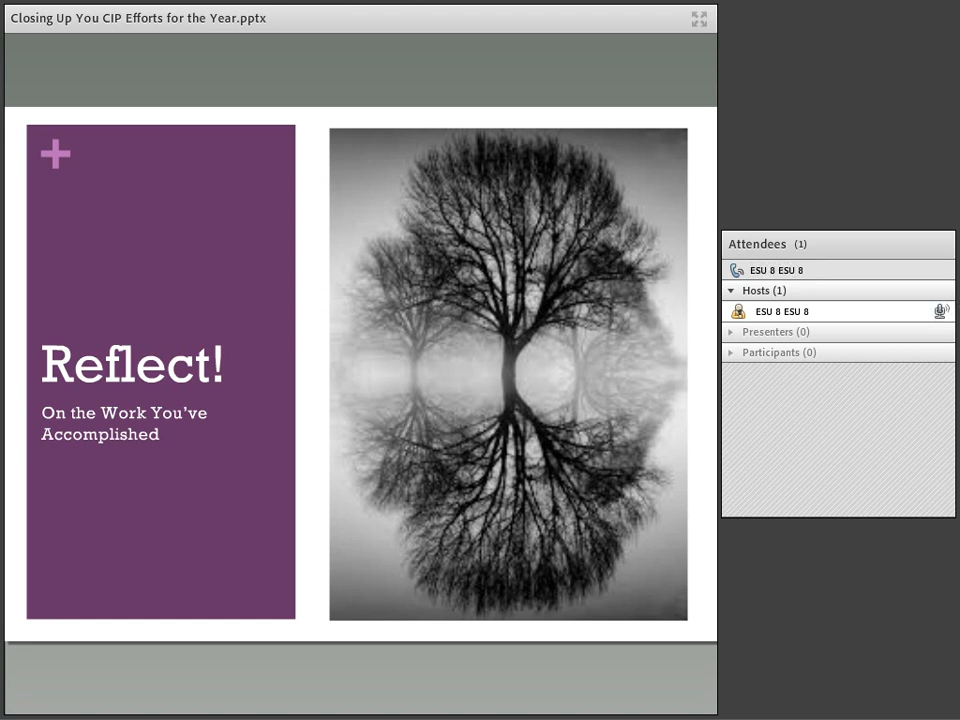 Closing Up You CIP Efforts for the Year.pptx
+
Reflect!
On the Work You've
Accomplished
Attendees (1)
ESU 8 ESU 8
Hosts (1)
ESU 8 ESU 8
Presenters (0)
Participants (0)